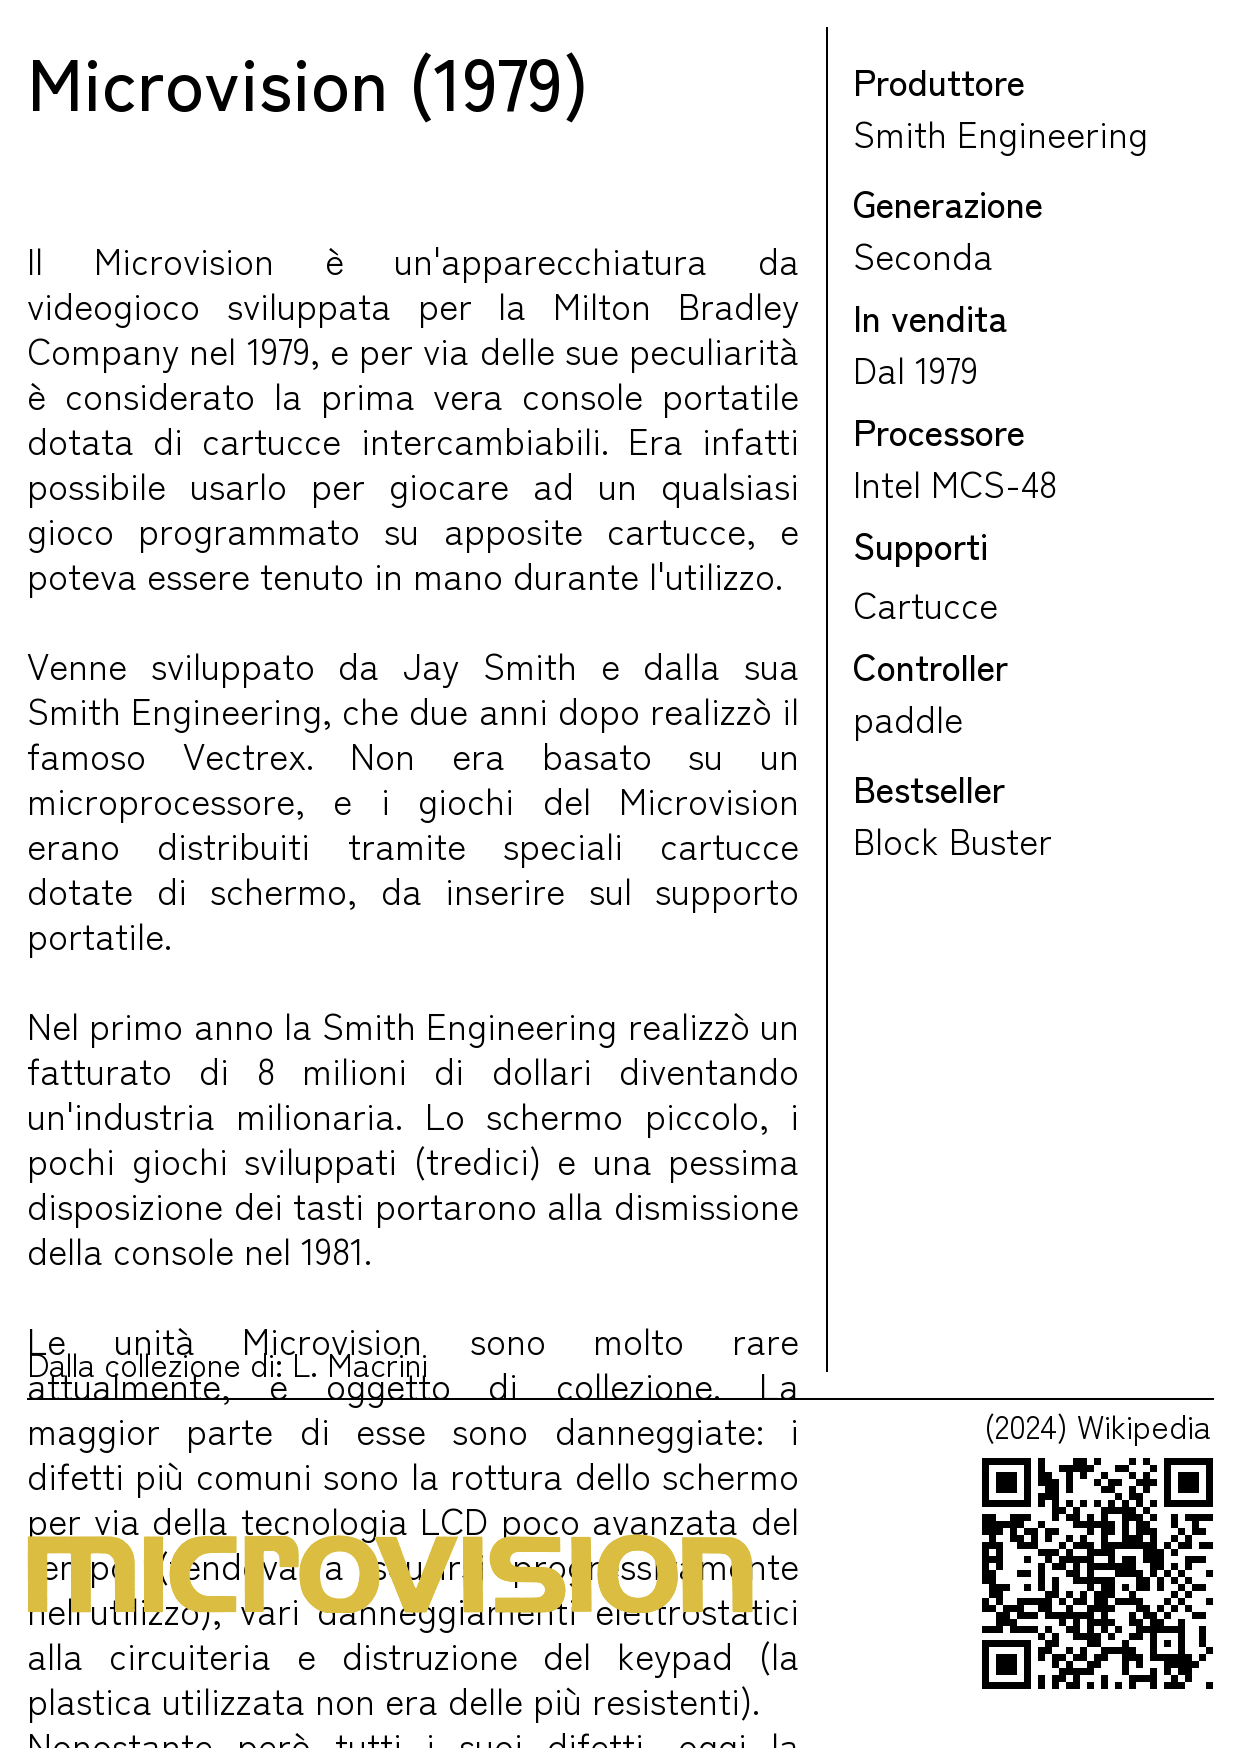 Microvision (1979)
Il Microvision è un'apparecchiatura da
videogioco sviluppata per la Milton Bradley
Company nel 1979, e per via delle sue peculiarità
è considerato la prima vera console portatile
dotata di cartucce intercambiabili. Era infatti
possibile usarlo per giocare ad un qualsiasi
gioco programmato su apposite cartucce, e
poteva essere tenuto in mano durante l'utilizzo.
Venne sviluppato da Jay Smith e dalla sua
Smith Engineering, che due anni dopo realizzò il
famoso Vectrex. Non era basato su un
microprocessore, e i giochi del Microvision
erano distribuiti tramite speciali cartucce
dotate di schermo, da inserire sul supporto
portatile.
Nel primo anno la Smith Engineering realizzò un
fatturato di 8 milioni di dollari diventando
un'industria milionaria. Lo schermo piccolo, i
pochi giochi sviluppati (tredici) e una pessima
disposizione dei tasti portarono alla dismissione
della console nel 1981.
Le unità Microvision sono molto rare
Dalla collezione di: L. Macrini
attualmente, e oggetto di collezione. La
maggior parte di esse sono danneggiate: i
difetti più comuni sono la rottura dello schermo
per via della tecnologia LCD poco avanzata del
tempo (tendeva a scurirsi progressivamente
nell'utilizzo), vari danneggiamenti elettrostatici
alla circuiteria e distruzione del keypad (la
plastica utilizzata non era delle più resistenti).
Nonostante però tutti i suoi difetti, oggi la
MICROVISION
Produttore
Smith Engineering
Generazione
Seconda
In vendita
Dal 1979
Processore
Intel MCS-48
Supporti
Cartucce
Controller
paddle
Bestseller
Block Buster
(2024) Wikipedia